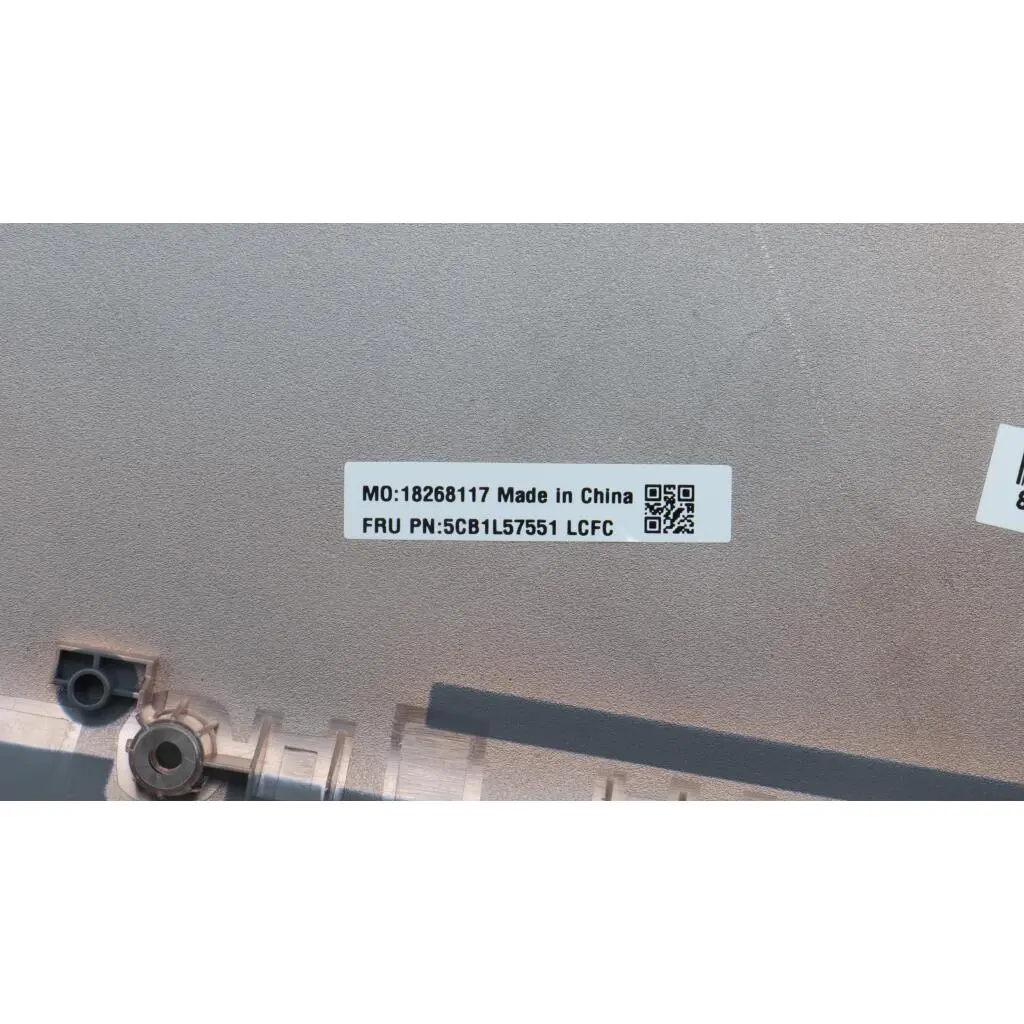 MO:18268117 Made in China
FRU PN:5CB1L57551 LCFC